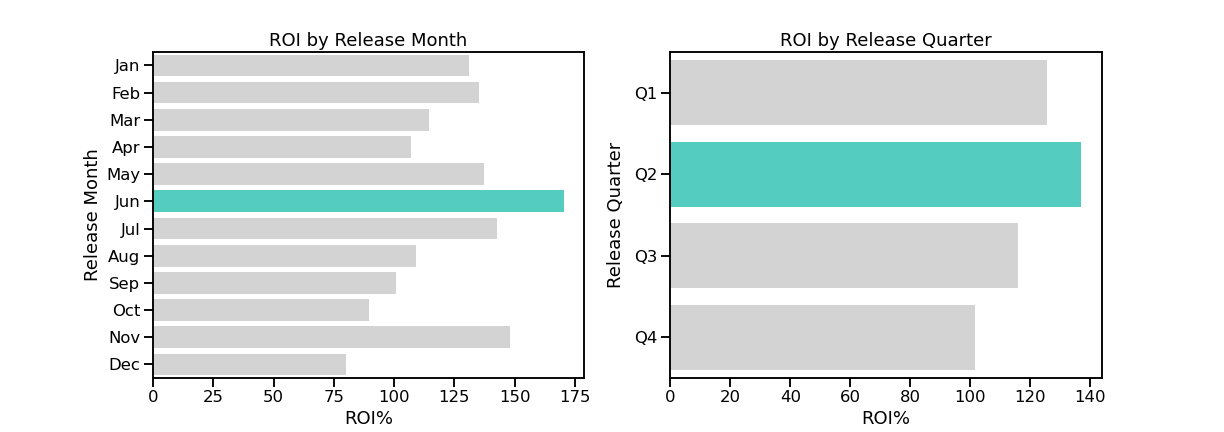 ROI by Release Month
Release Month
Jan
Feb
Mar
Apr
May
Jun
Jul
Aug
Sep
Oct
Nov
Dec
0 25 50 75 100 125 150 175
ROI%
ROI by Release Quarter
Release Quarter
Q1
Q2
Q3
Q4
0 20 40 60 80 100 120 140
ROI%